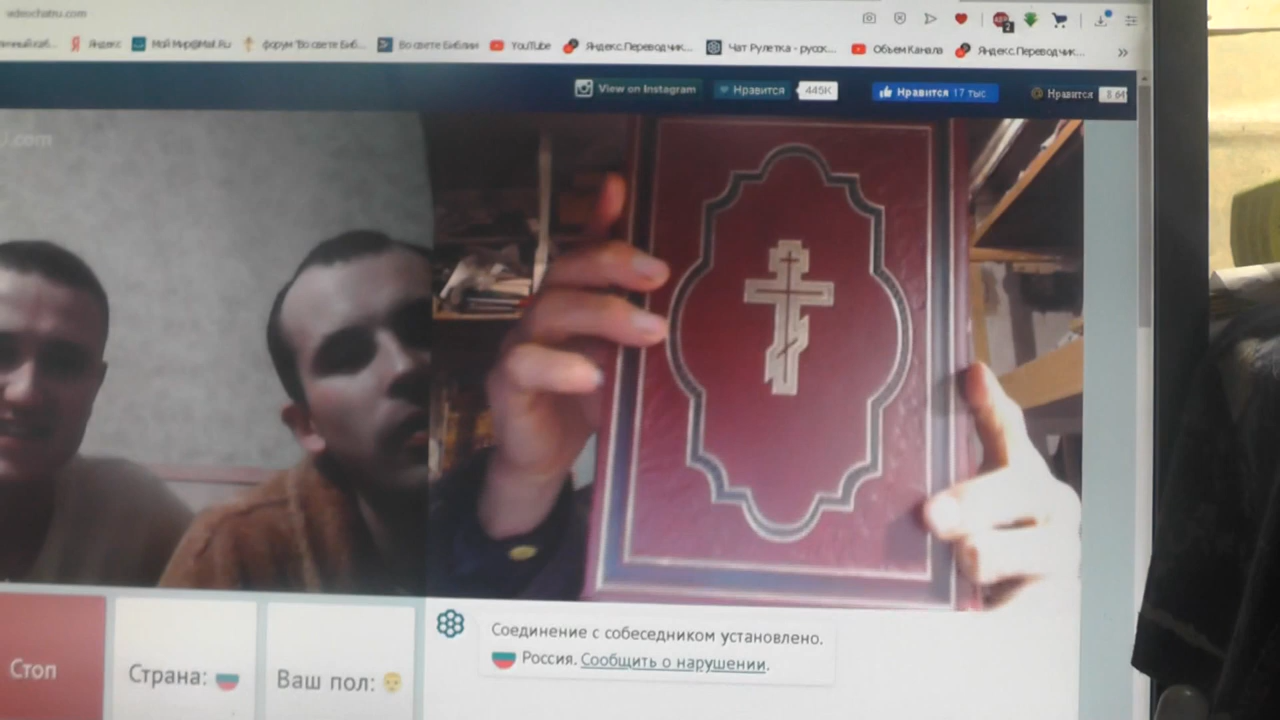 videochatru.com
Яндекс
Мой Мир@Mail.Ru
форум "Во свете Биб...
Во свете Библии
YouTube
Яндекс.Переводчик...
Чат Рулетка - русск...
Объем Канала
Яндекс.Переводчик...
View on Instagram
Нравится
445K
Нравится 17 тыс
Нравится
.com
Стоп
Страна:
Ваш пол:
Соединение с собеседником установлено.
Россия. Сообщить о нарушении.